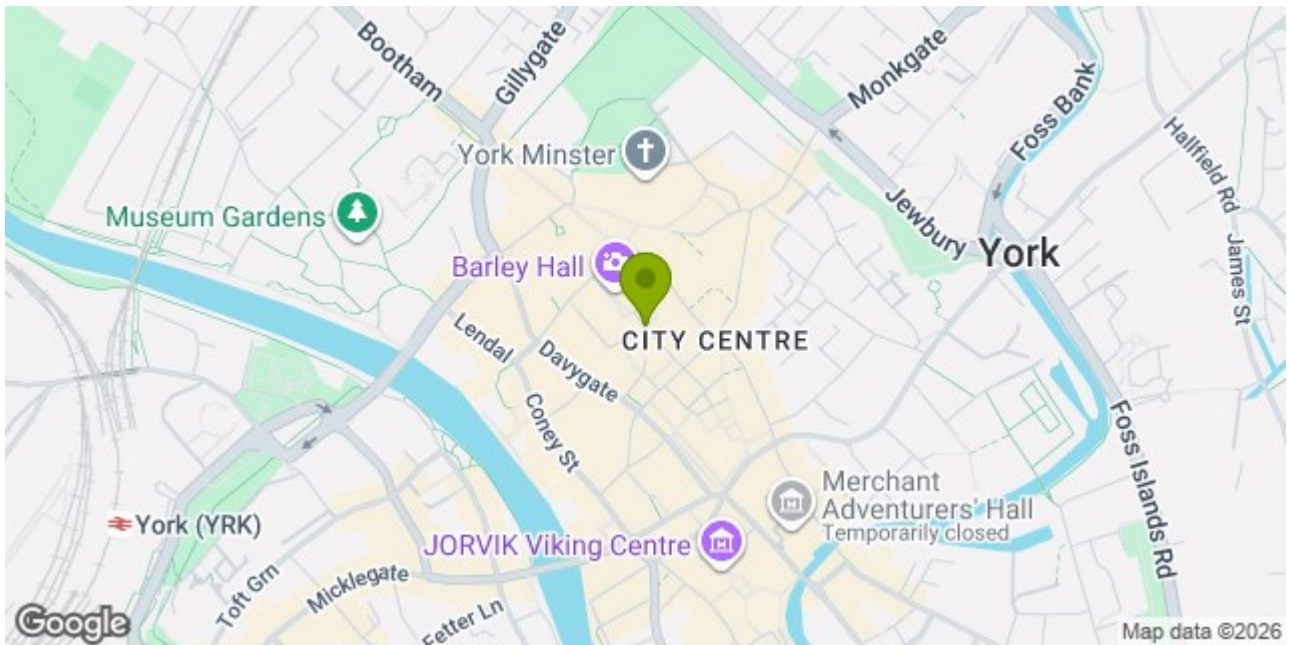 Bootham
Gillygate
Monkgate
Foss Bank
Hallfield Rd
York Minster
Jewbury
James St
Museum Gardens
York
Barley Hall
Lendal
CITY CENTRE
Davygate
Coney St
Foss Islands Rd
Merchant
Adventurers' Hall
Temporarily closed
York (YRK)
JORVIK Viking Centre
Toft Grn
Micklegate
Fetter Ln
Google
Map data ©2026